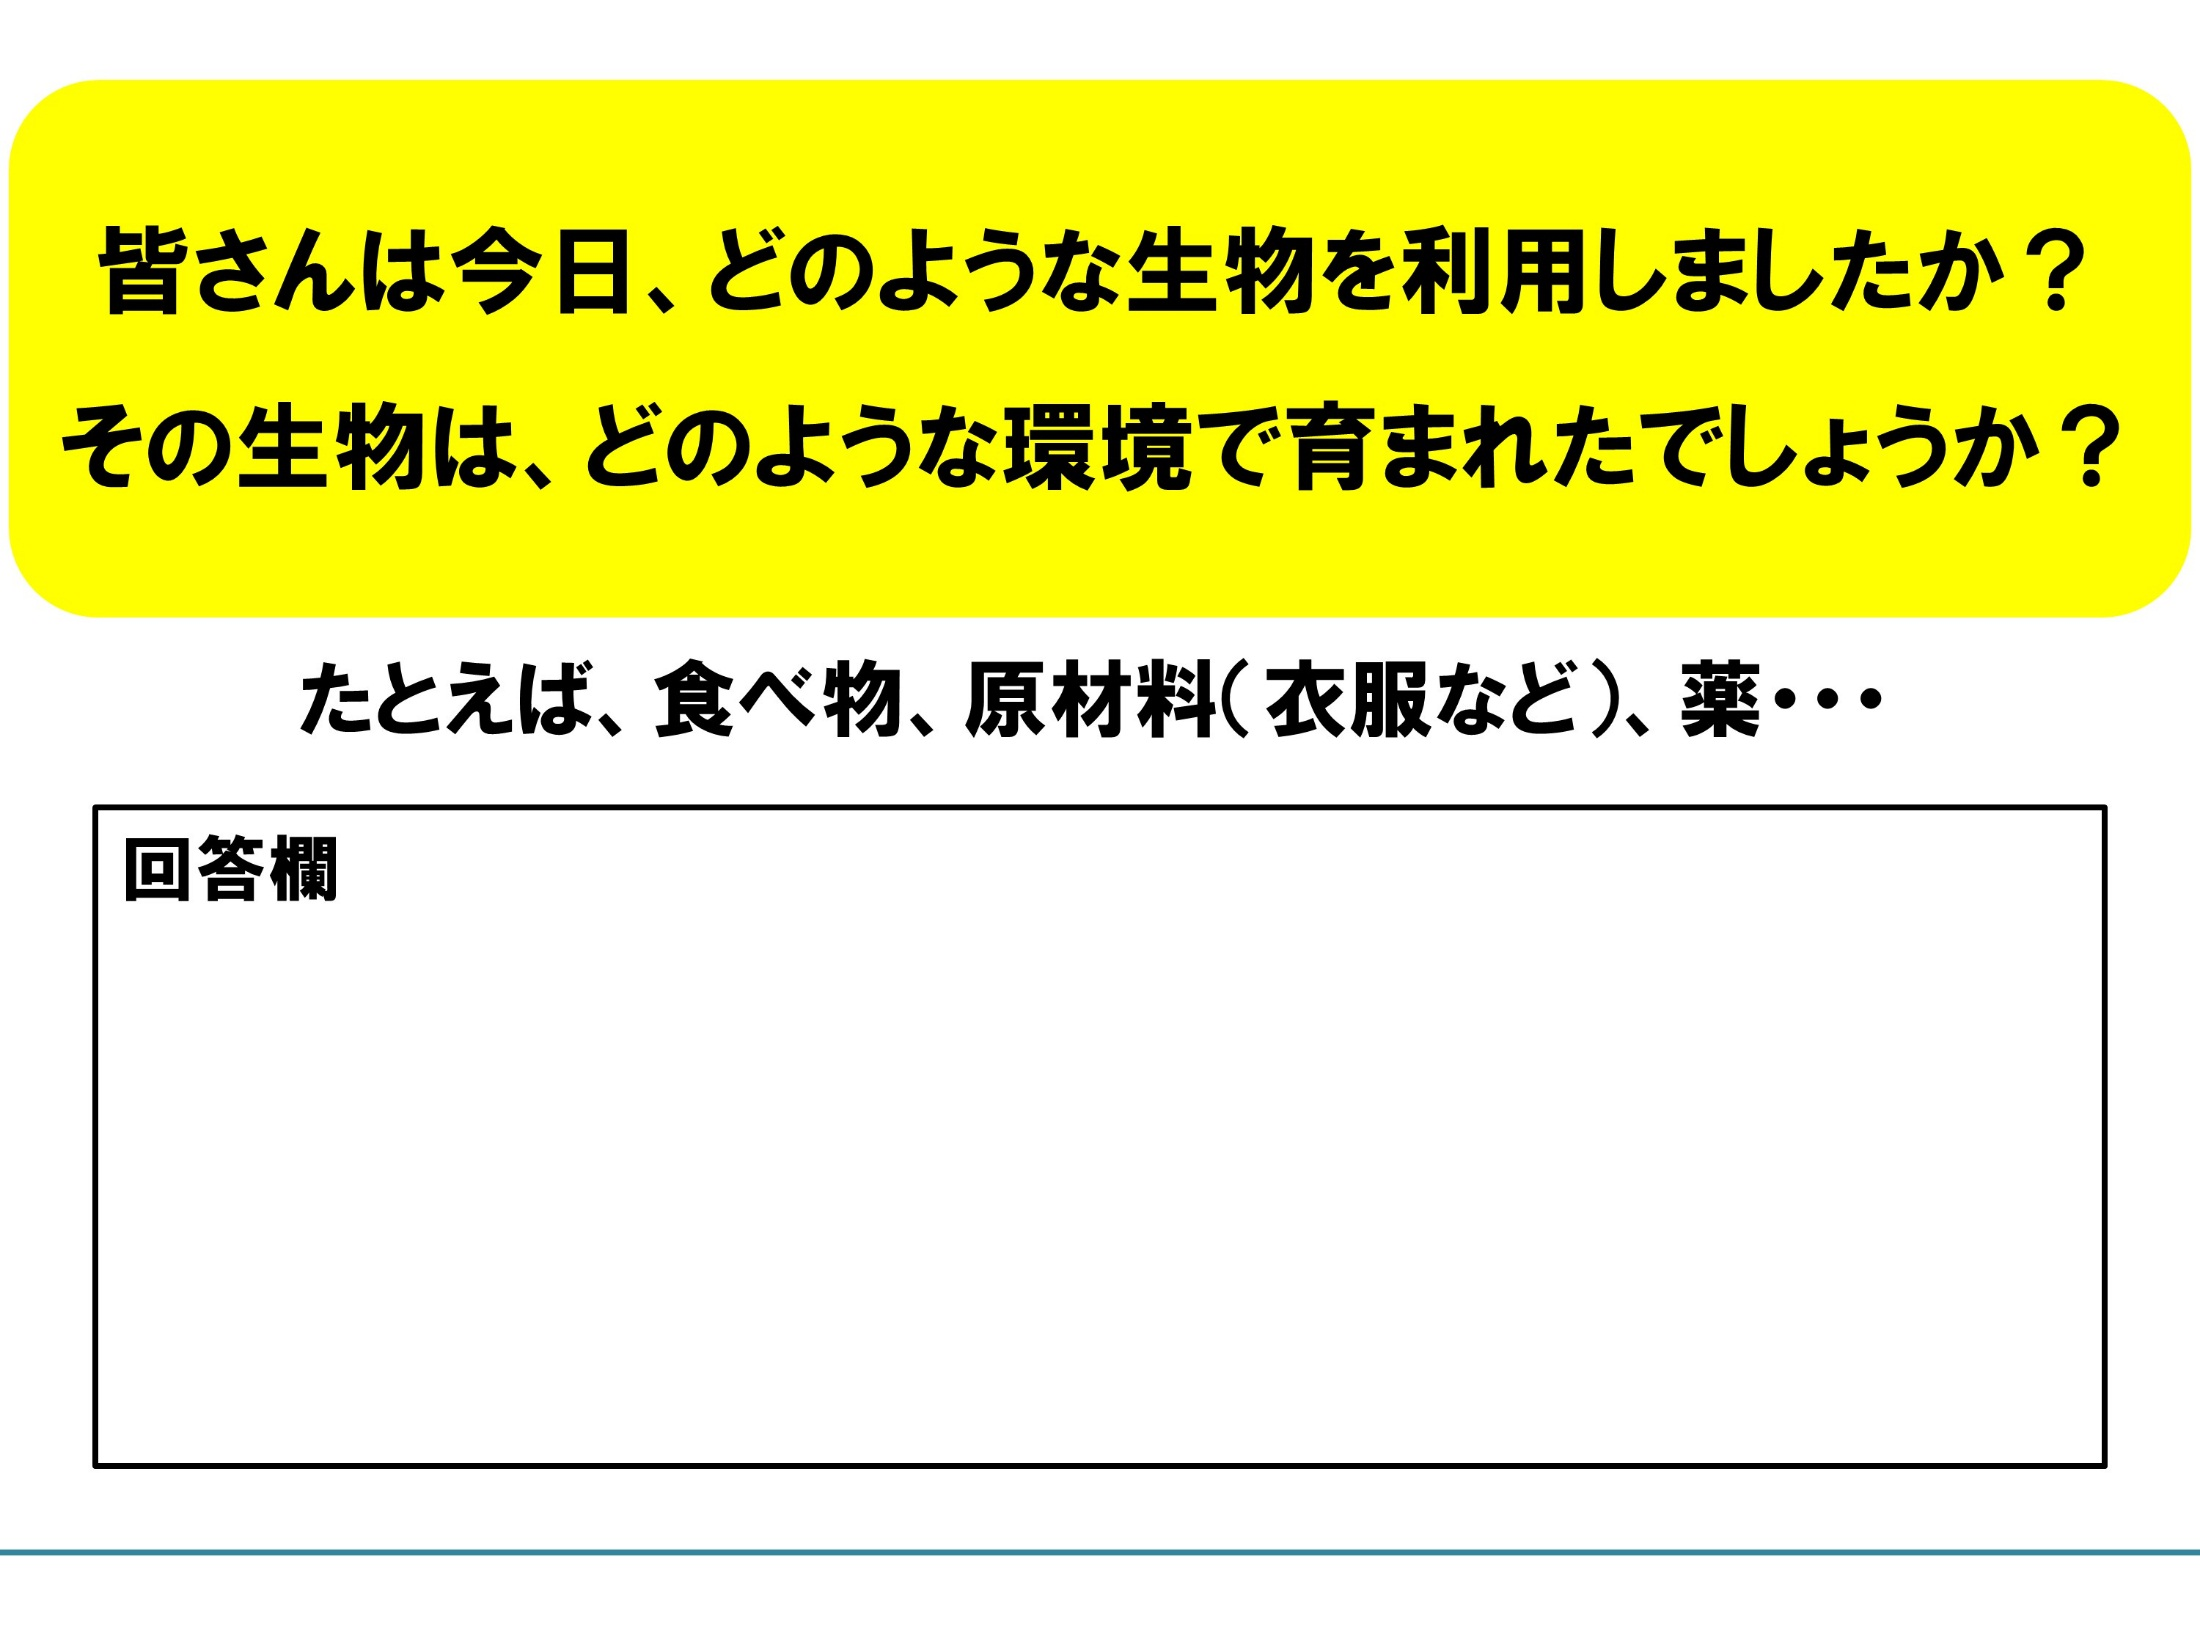 皆さんは今日、どのような生物を利用しましたか？
その生物は、どのような環境で育まれたでしょうか？
たとえば、食べ物、原材料（衣服など）、薬・・・
回答欄